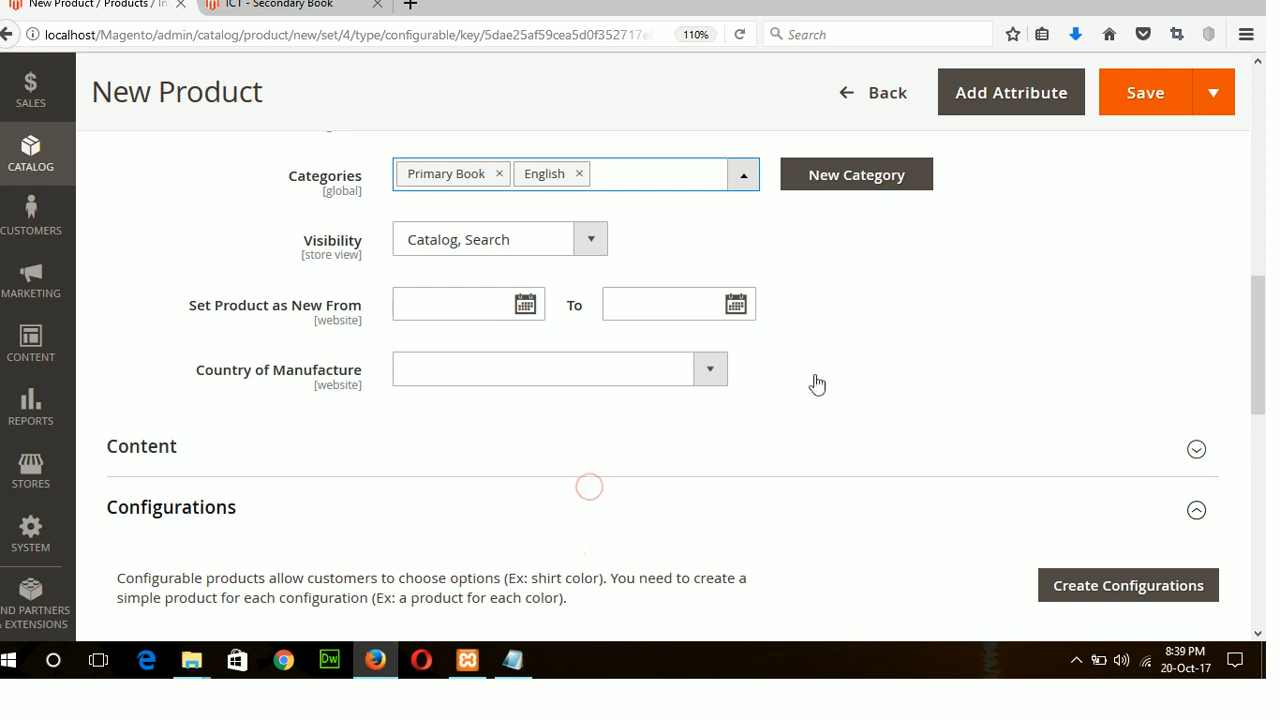 New Product / Products / In
ICT - Secondary Book
localhost/Magento/admin/catalog/product/new/set/4/type/configurable/key/5dae25af59cea5d0f352717e
110%
Search
SALES
CATALOG
CUSTOMERS
MARKETING
CONTENT
REPORTS
STORES
SYSTEM
ND PARTNERS
& EXTENSIONS
New Product
Back
Add Attribute
Save
Categories
[global]
Primary Book
English
New Category
Visibility
[store view]
Catalog, Search
Set Product as New From
[website]
To
Country of Manufacture
[website]
Content
Configurations
Configurable products allow customers to choose options (Ex: shirt color). You need to create a
simple product for each configuration (Ex: a product for each color).
Create Configurations
Dw
8:39 PM
20-Oct-17